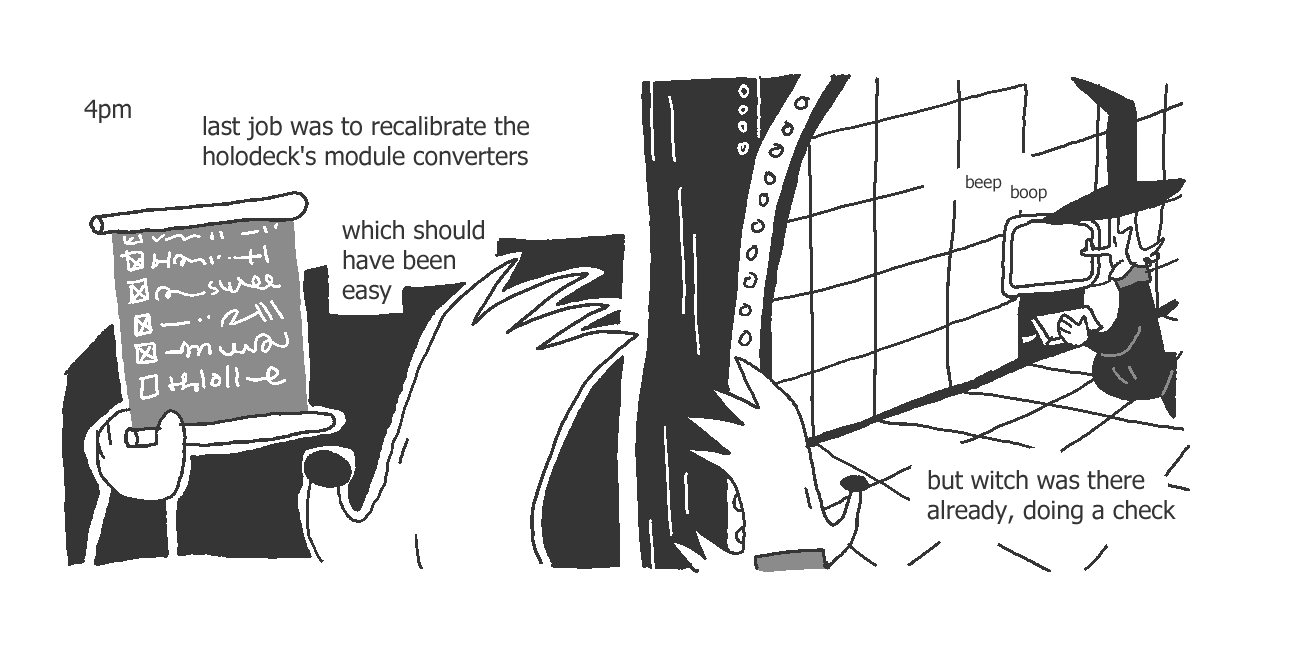 4pm
last job was to recalibrate the
holodeck's module converters
which should
have been
easy
beep
boop
but witch was there
already, doing a check